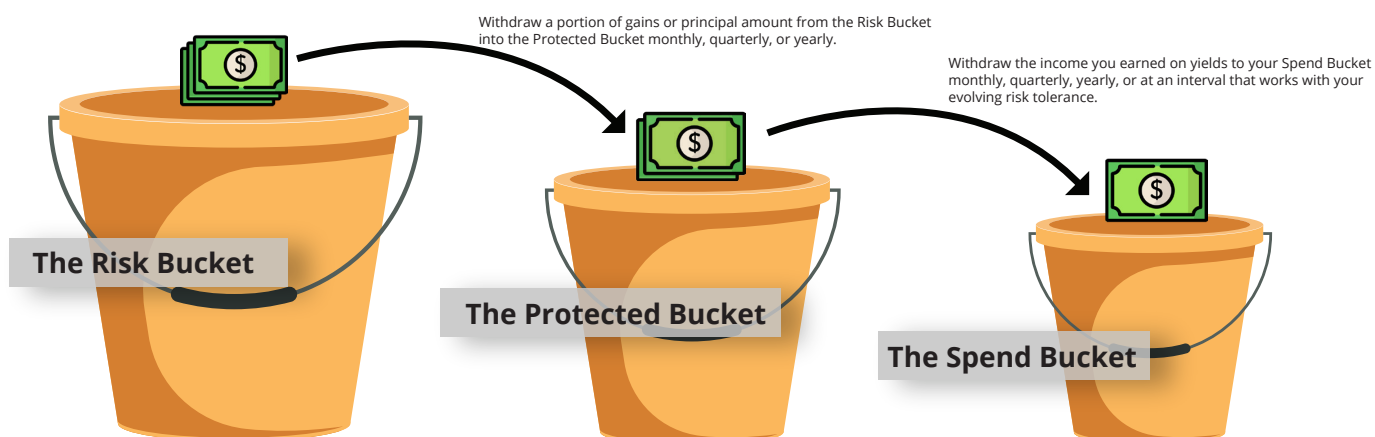 Withdraw a portion of gains or principal amount from the Risk Bucket
into the Protected Bucket monthly, quarterly, or yearly.
Withdraw the income you earned on yields to your Spend Bucket
monthly, quarterly, yearly, or at an interval that works with your
evolving risk tolerance.
$
$
$
The Risk Bucket
The Protected Bucket
The Spend Bucket